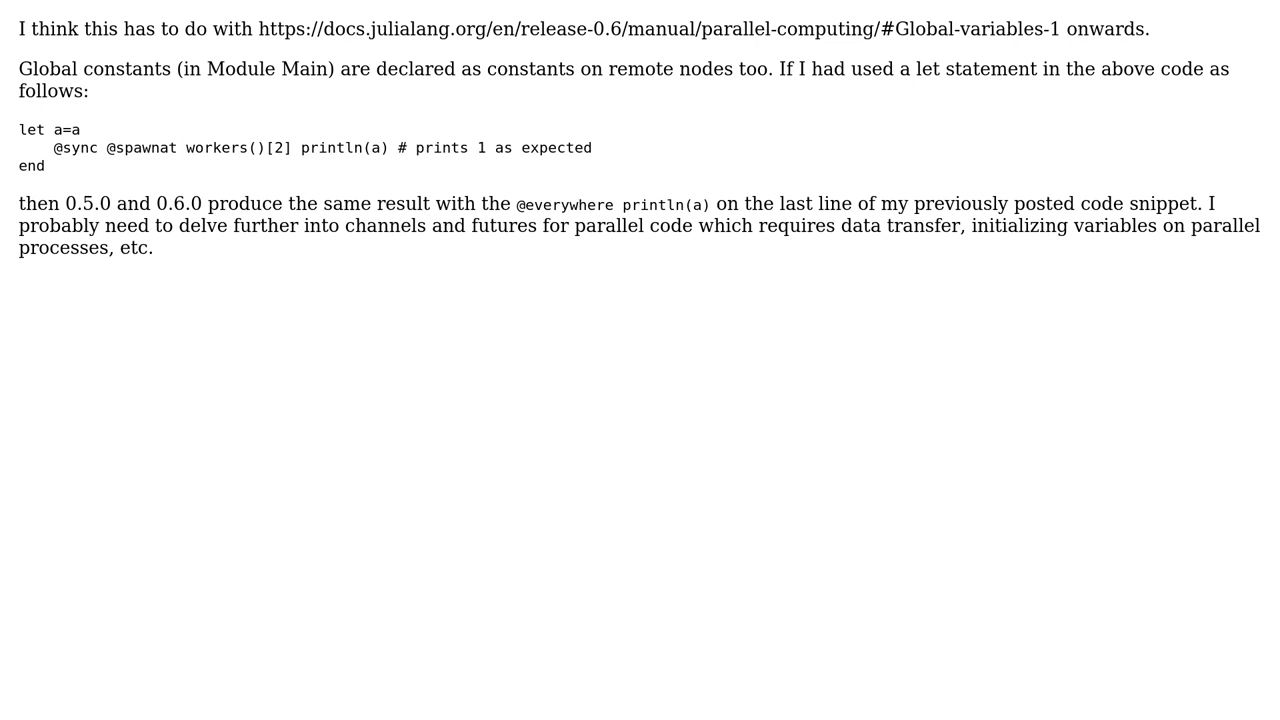 I think this has to do with https://docs.julialang.org/en/release-0.6/manual/parallel-computing/#Global-variables-1 onwards.
Global constants (in Module Main) are declared as constants on remote nodes too. If I had used a let statement in the above code as
follows:
let a=a
    @sync @spawnat workers()[2] println(a) # prints 1 as expected
end
then 0.5.0 and 0.6.0 produce the same result with the @everywhere println(a) on the last line of my previously posted code snippet. I
probably need to delve further into channels and futures for parallel code which requires data transfer, initializing variables on parallel
processes, etc.